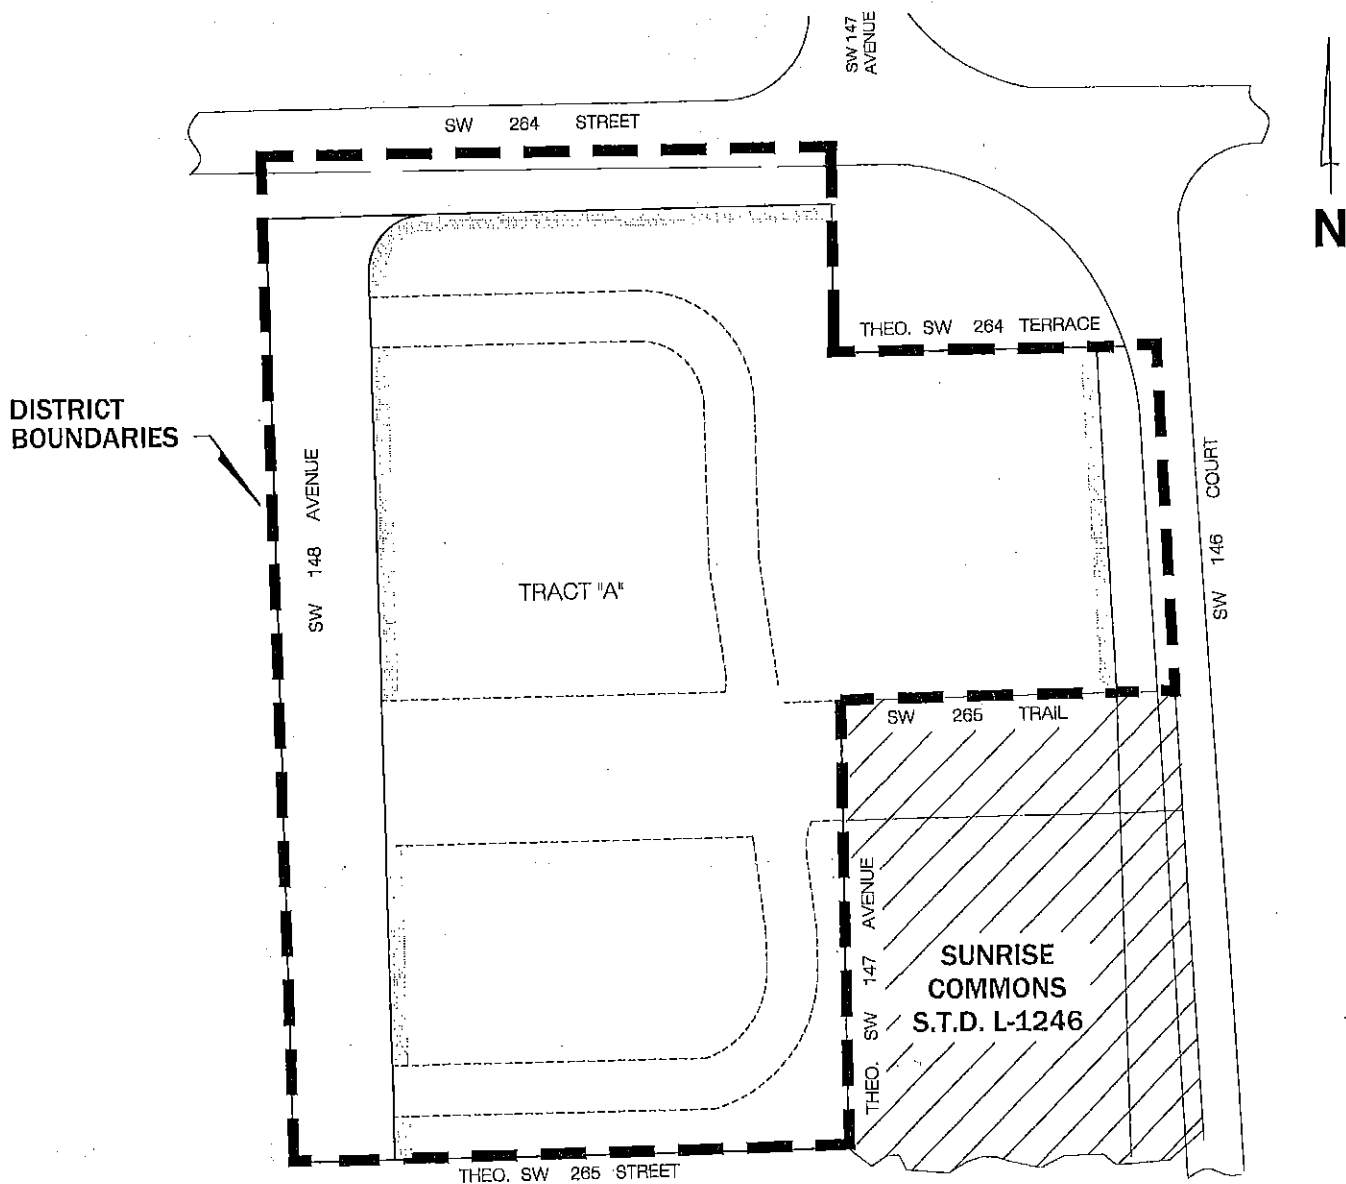 SW 147
AVENUE
SW 264 STREET
N
THEO. SW 264 TERRACE
DISTRICT
BOUNDARIES
SW 148 AVENUE
SW 146 COURT
TRACT "A"
SW 265 TRAIL
THEO. SW 147 AVENUE
SUNRISE
COMMONS
S.T.D. L-1246
THEO. SW 265 STREET